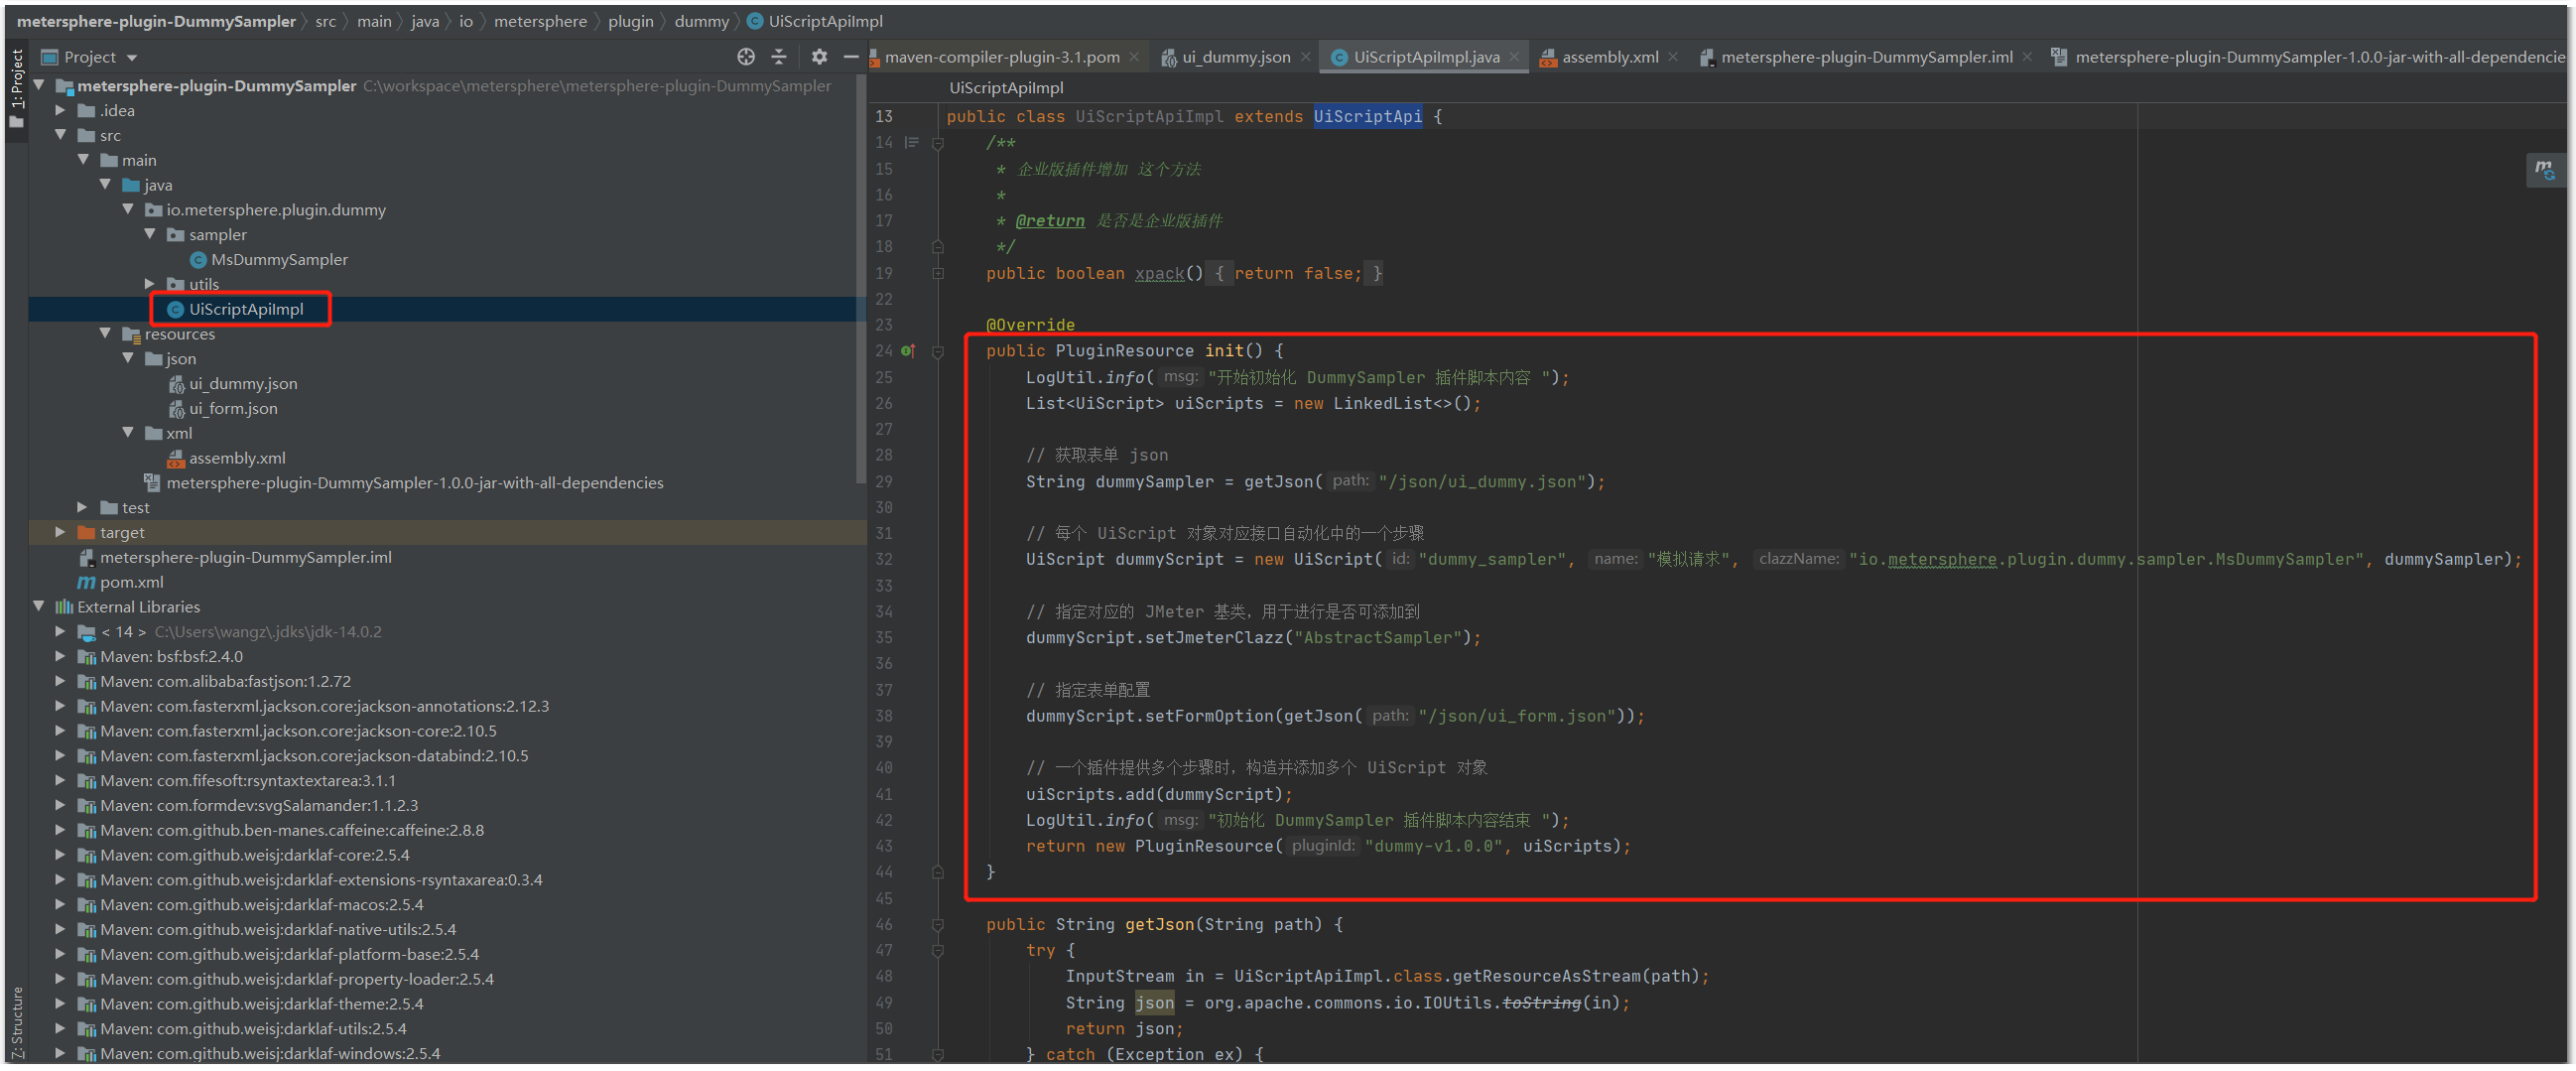 metersphere-plugin-DummySampler src main java io metersphere plugin dummy UiScriptApiImpl
1: Project
Project
metersphere-plugin-DummySampler C:\workspace\metersphere\metersphere-plugin-DummySampler
.idea
src
main
java
io.metersphere.plugin.dummy
sampler
MsDummySampler
utils
UiScriptApiImpl
resources
json
ui_dummy.json
ui_form.json
xml
assembly.xml
metersphere-plugin-DummySampler-1.0.0-jar-with-all-dependencies
test
target
metersphere-plugin-DummySampler.iml
pom.xml
External Libraries
< 14 > C:\Users\wangz\.jdks\jdk-14.0.2
Maven: bsf:bsf:2.4.0
Maven: com.alibaba:fastjson:1.2.72
Maven: com.fasterxml.jackson.core:jackson-annotations:2.12.3
Maven: com.fasterxml.jackson.core:jackson-core:2.10.5
Maven: com.fasterxml.jackson.core:jackson-databind:2.10.5
Maven: com.fifesoft:rsyntaxtextarea:3.1.1
Maven: com.formdev:svgSalamander:1.1.2.3
Maven: com.github.ben-manes.caffeine:caffeine:2.8.8
Maven: com.github.weisj:darklaf-core:2.5.4
Maven: com.github.weisj:darklaf-extensions-rsyntaxarea:0.3.4
Maven: com.github.weisj:darklaf-macos:2.5.4
Maven: com.github.weisj:darklaf-native-utils:2.5.4
Maven: com.github.weisj:darklaf-platform-base:2.5.4
Maven: com.github.weisj:darklaf-property-loader:2.5.4
Maven: com.github.weisj:darklaf-theme:2.5.4
Maven: com.github.weisj:darklaf-utils:2.5.4
Maven: com.github.weisj:darklaf-windows:2.5.4
7: Structure
maven-compiler-plugin-3.1.pom ui_dummy.json UiScriptApiImpl.java assembly.xml metersphere-plugin-DummySampler.iml metersphere-plugin-DummySampler-1.0.0-jar-with-all-dependencie
UiScriptApiImpl
13 public class UiScriptApiImpl extends UiScriptApi {
14 /**
15 * 企业版插件增加 这个方法
16 *
17 * @return 是否是企业版插件
18 */
19 public boolean xpack() { return false; }
22
23 @Override
24 public PluginResource init() {
25 LogUtil.info( msg: "开始初始化 DummySampler 插件脚本内容 ");
26 List<UiScript> uiScripts = new LinkedList<>();
27
28 // 获取表单 json
29 String dummySampler = getJson( path: "/json/ui_dummy.json");
30
31 // 每个 UiScript 对象对应接口自动化中的一个步骤
32 UiScript dummyScript = new UiScript( id: "dummy_sampler", name: "模拟请求", clazzName: "io.metersphere.plugin.dummy.sampler.MsDummySampler", dummySampler);
33
34 // 指定对应的 JMeter 基类，用于进行是否可添加到
35 dummyScript.setJmeterClazz("AbstractSampler");
36
37 // 指定表单配置
38 dummyScript.setFormOption(getJson( path: "/json/ui_form.json"));
39
40 // 一个插件提供多个步骤时，构造并添加多个 UiScript 对象
41 uiScripts.add(dummyScript);
42 LogUtil.info( msg: "初始化 DummySampler 插件脚本内容结束 ");
43 return new PluginResource( pluginId: "dummy-v1.0.0", uiScripts);
44 }
45
46 public String getJson(String path) {
47 try {
48 InputStream in = UiScriptApiImpl.class.getResourceAsStream(path);
49 String json = org.apache.commons.io.IOUtils.toString(in);
50 return json;
51 } catch (Exception ex) {